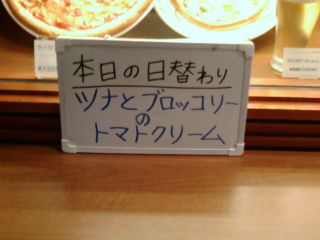 本日の日替わり
ツナとブロッコリー
の
トマトクリーム